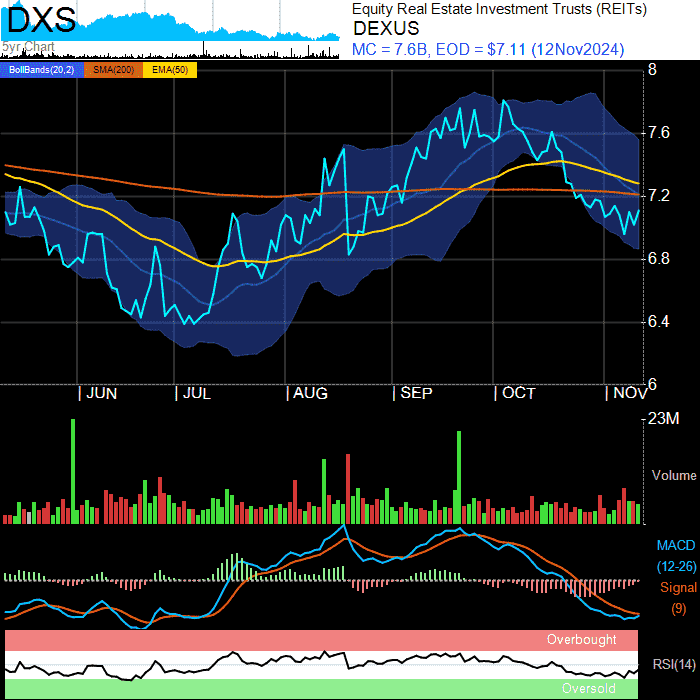 DXS
5yr Chart
Equity Real Estate Investment Trusts (REITs)
DEXUS
MC = 7.6B, EOD = $7.11 (12Nov2024)
BollBands(20,2) SMA(200) EMA(50)
8
7.6
7.2
6.8
6.4
6
| JUN | JUL | AUG | SEP | OCT | NOV
23M
Volume
MACD
(12-26)
Signal
(9)
Overbought
RSI(14)
Oversold